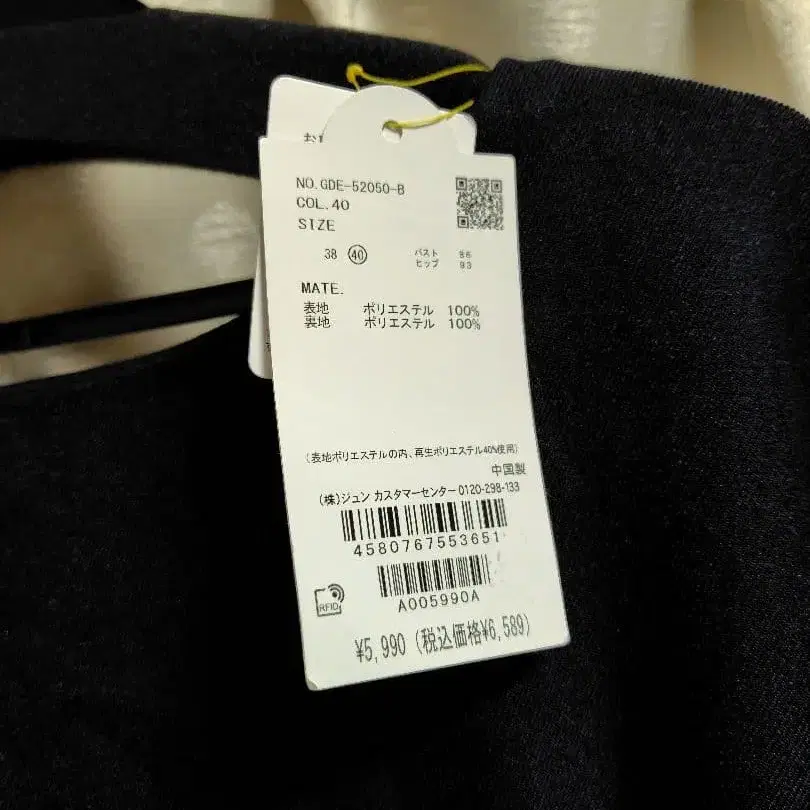 NO.GDE-52050-B
COL.40
SIZE
38 40 バスト 86
ヒップ 93
MATE.
表地 ポリエステル 100%
裏地 ポリエステル 100%
(表地ポリエステルの内、再生ポリエステル40%使用)
中国製
(株)ジュン カスタマーセンター 0120-298-133
4580767553651
A005990A
RFID
¥5,990 (税込価格¥6,589)